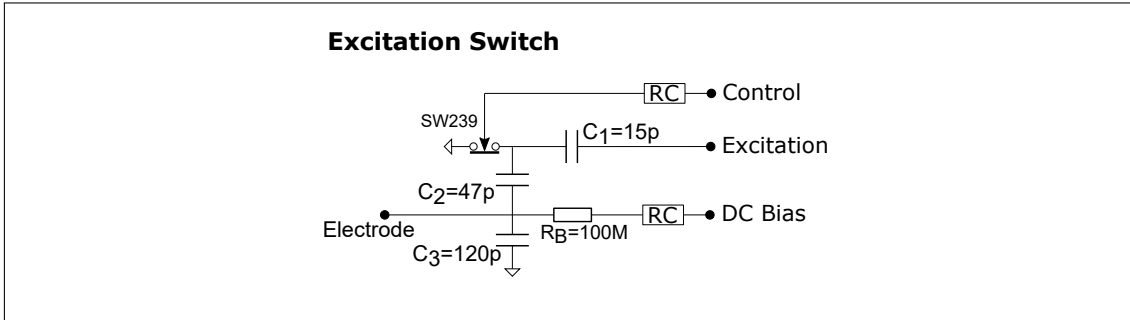 Excitation Switch
RC Control
SW239
C1=15p
Excitation
C2=47p
Electrode
RB=100M
RC DC Bias
C3=120p